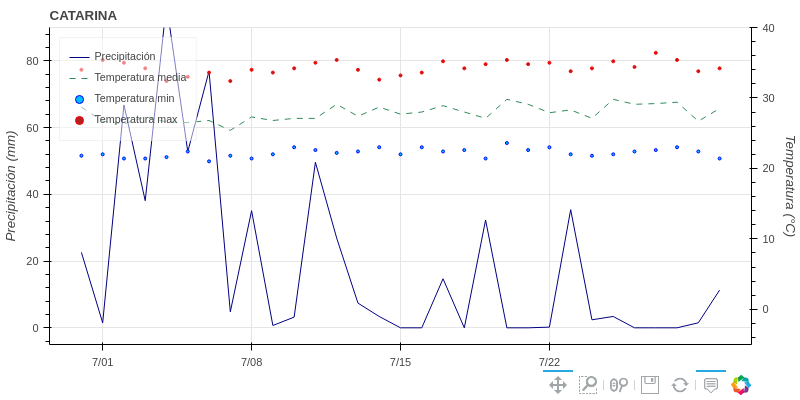 CATARINA
Precipitación
Temperatura media
Temperatura min
Temperatura max
80
60
40
20
0
Precipitación (mm)
40
30
20
10
0
Temperatura (°C)
7/01
7/08
7/15
7/22